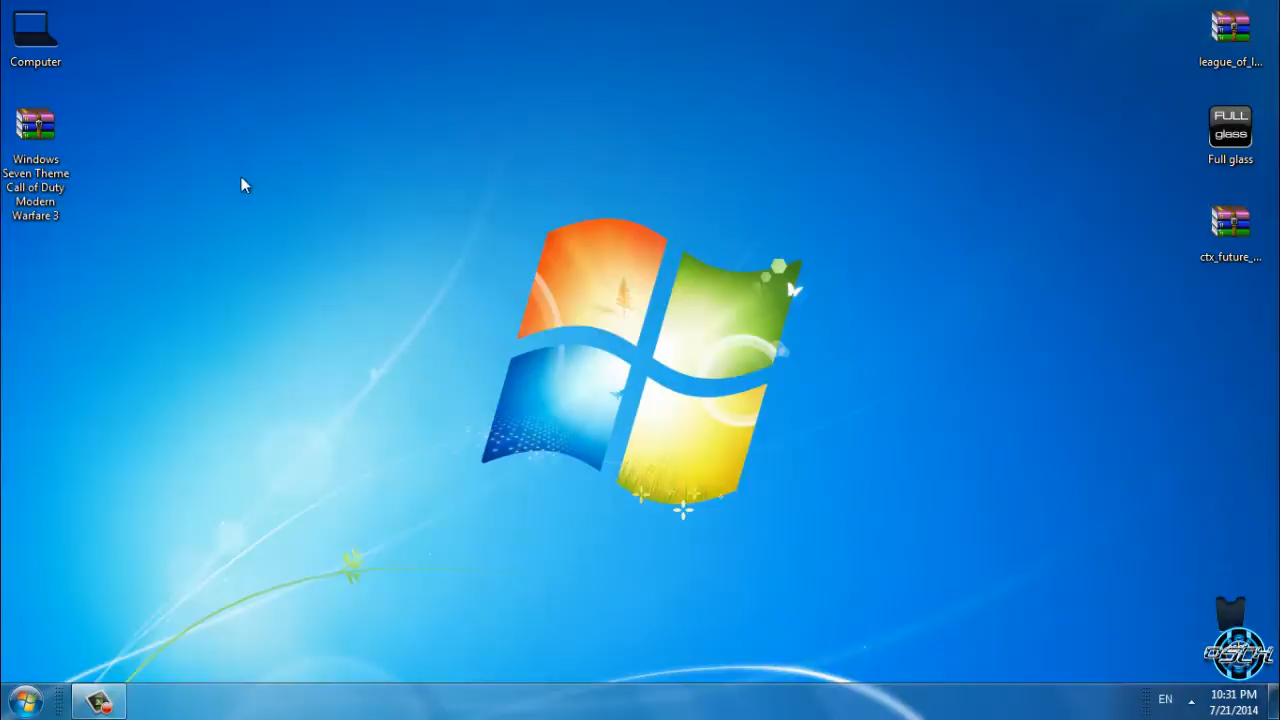 Computer
Windows
Seven Theme
Call of Duty
Modern
Warfare 3
league_of_l...
FULL
glass
Full glass
ctx_future_...
EN
10:31 PM
7/21/2014